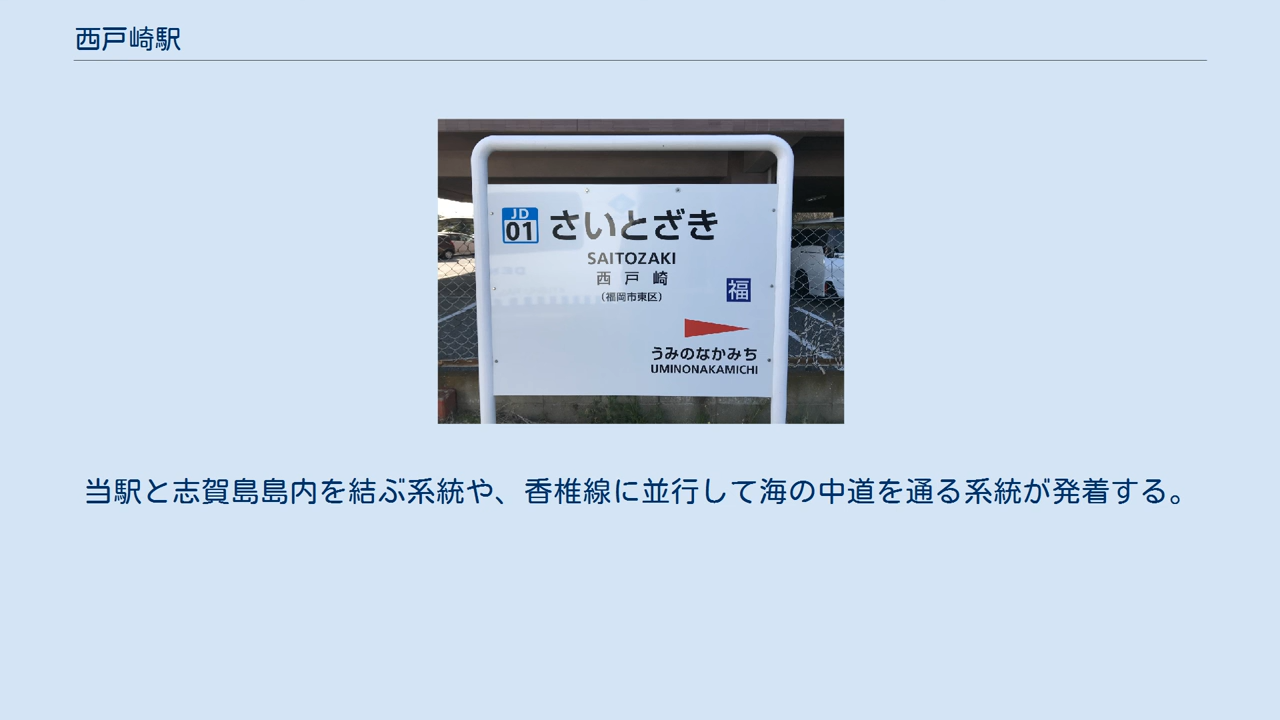 西戸崎駅
JD
01
さいとざき
SAITOZAKI
西戸崎
(福岡市東区)
福
うみのなかみち
UMINONAKAMICHI
当駅と志賀島島内を結ぶ系統や、香椎線に並行して海の中道を通る系統が発着する。